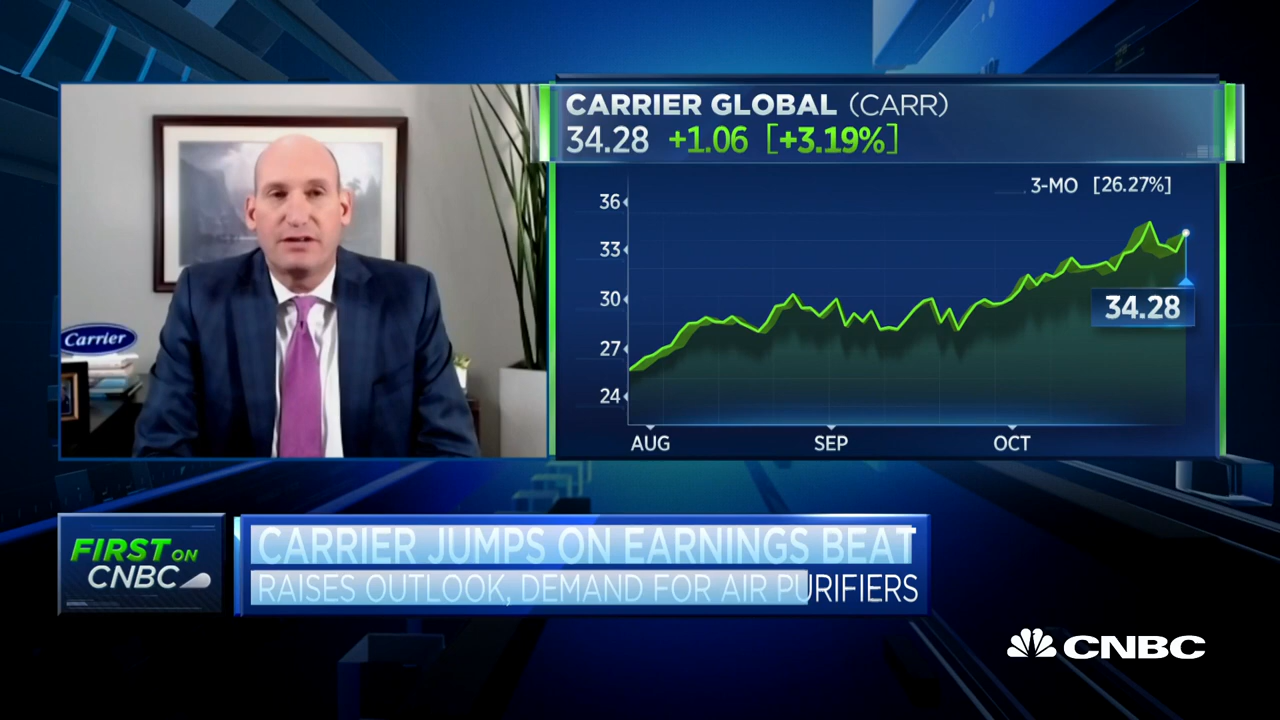 CARRIER GLOBAL (CARR)
34.28 +1.06 [+3.19%]
3-MO [26.27%]
36
33
30
27
24
34.28
AUG SEP OCT
Carrier
FIRST ON
CNBC
CARRIER JUMPS ON EARNINGS BEAT
RAISES OUTLOOK, DEMAND FOR AIR PURIFIERS
CNBC